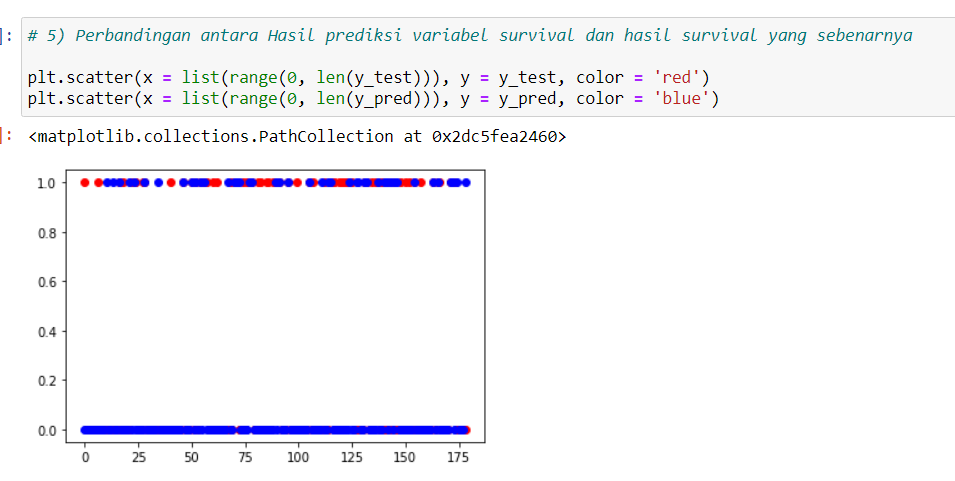 ]: # 5) Perbandingan antara Hasil prediksi variabel survival dan hasil survival yang sebenarnya
plt.scatter(x = list(range(0, len(y_test))), y = y_test, color = 'red')
plt.scatter(x = list(range(0, len(y_pred))), y = y_pred, color = 'blue')
]: <matplotlib.collections.PathCollection at 0x2dc5fea2460>
1.0
0.8
0.6
0.4
0.2
0.0
0 25 50 75 100 125 150 175